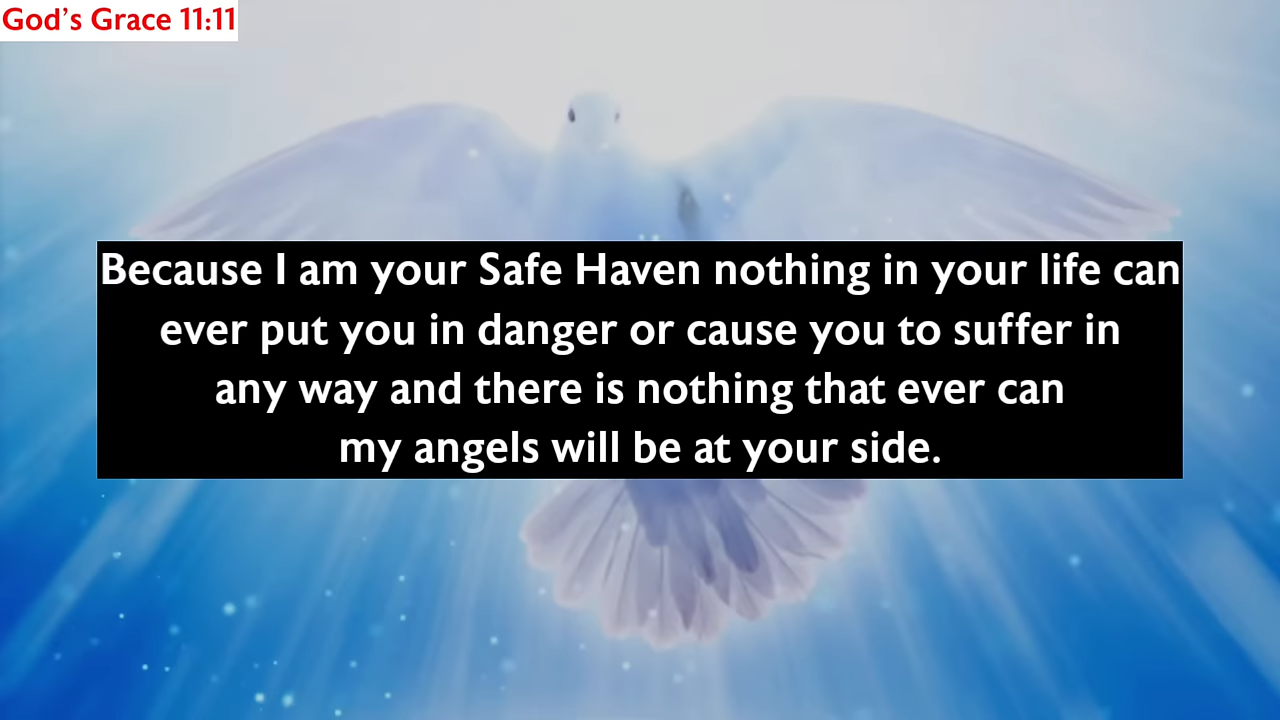 God’s Grace 11:11
Because I am your Safe Haven nothing in your life can
ever put you in danger or cause you to suffer in
any way and there is nothing that ever can
my angels will be at your side.